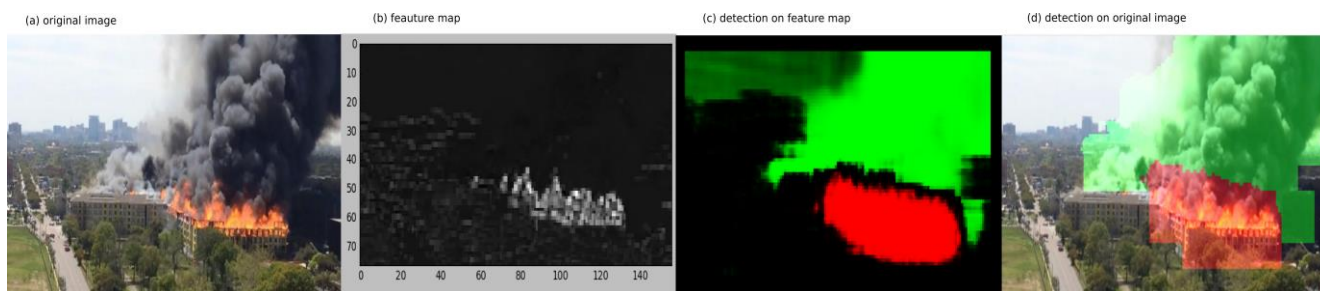 (a) original image
(b) feauture map
(c) detection on feature map
(d) detection on original image
0
10
20
30
40
50
60
70
0 20 40 60 80 100 120 140